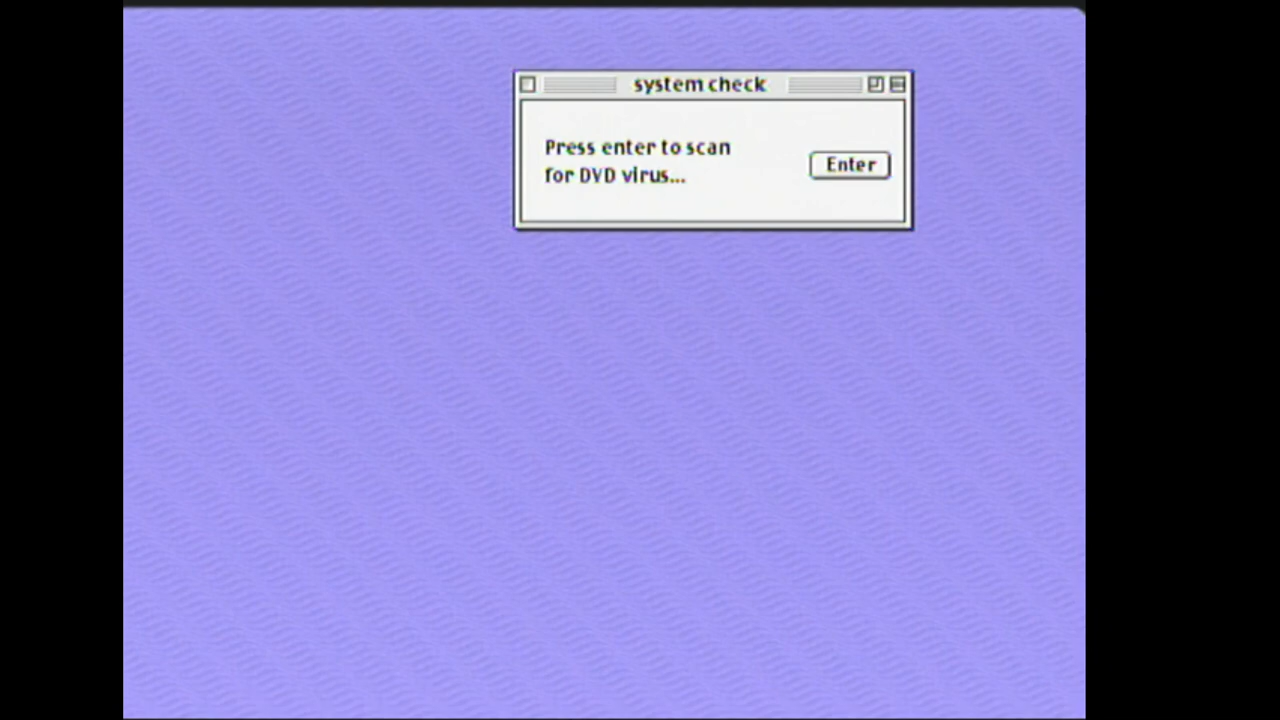 system check
Press enter to scan
for DVD virus...
Enter